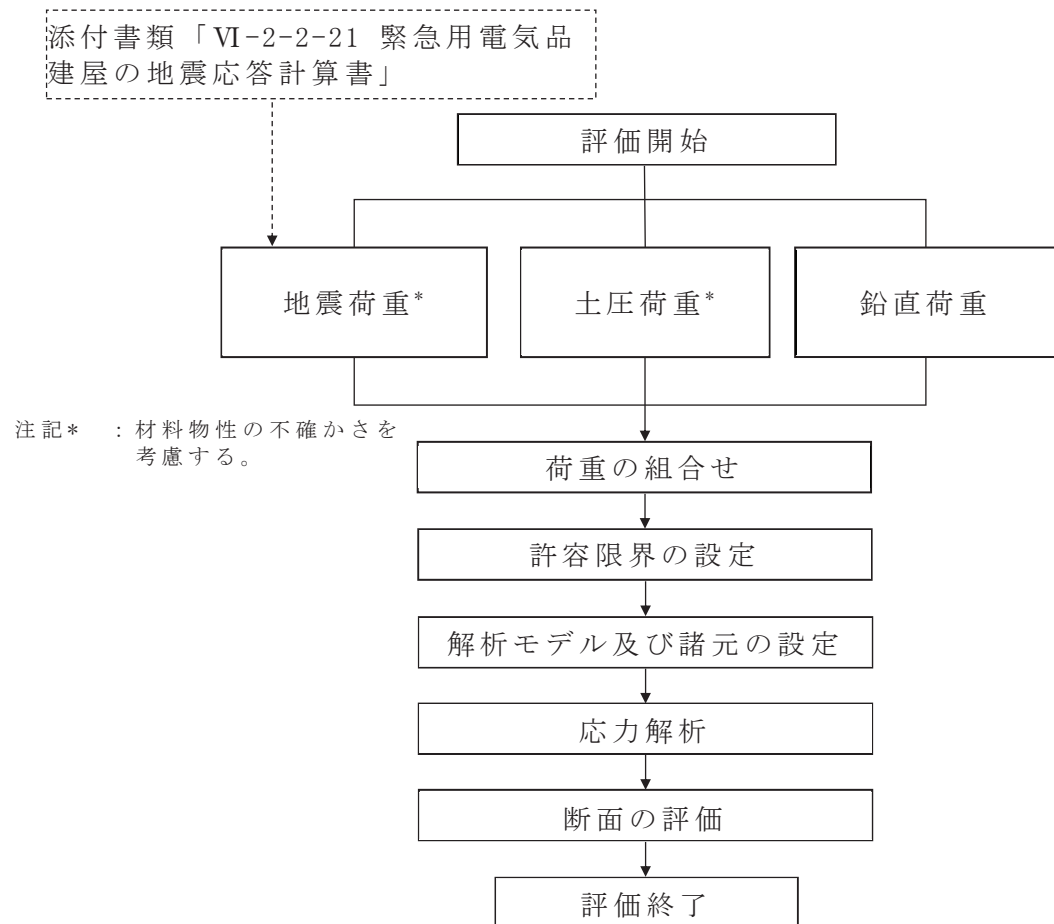 添付書類「Ⅵ-2-2-21 緊急用電気品
建屋の地震応答計算書」
評価開始
地震荷重*
土圧荷重*
鉛直荷重
注記* : 材料物性の不確かさを
考慮する。
荷重の組合せ
許容限界の設定
解析モデル及び諸元の設定
応力解析
断面の評価
評価終了